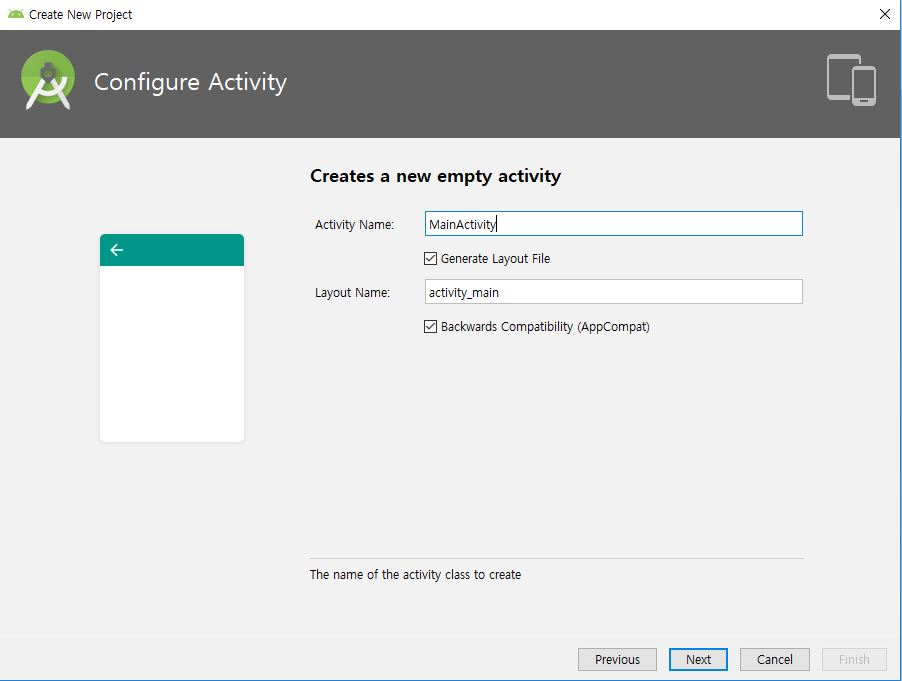 Create New Project
Configure Activity
Creates a new empty activity
Activity Name: MainActivity
Generate Layout File
Layout Name: activity_main
Backwards Compatibility (AppCompat)
The name of the activity class to create
Previous Next Cancel Finish